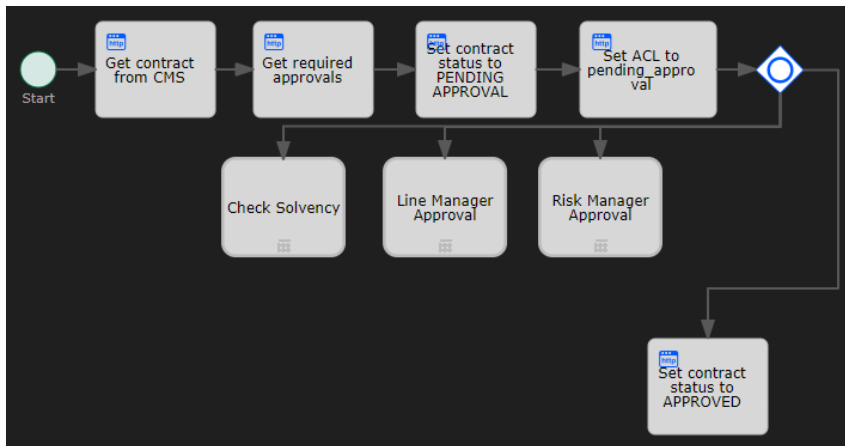 http
Get contract
from CMS
http
Get required
approvals
http
Set contract
status to
PENDING
APPROVAL
http
Set ACL to
pending_appro
val
Start
Check Solvency
Line Manager
Approval
Risk Manager
Approval
http
Set contract
status to
APPROVED